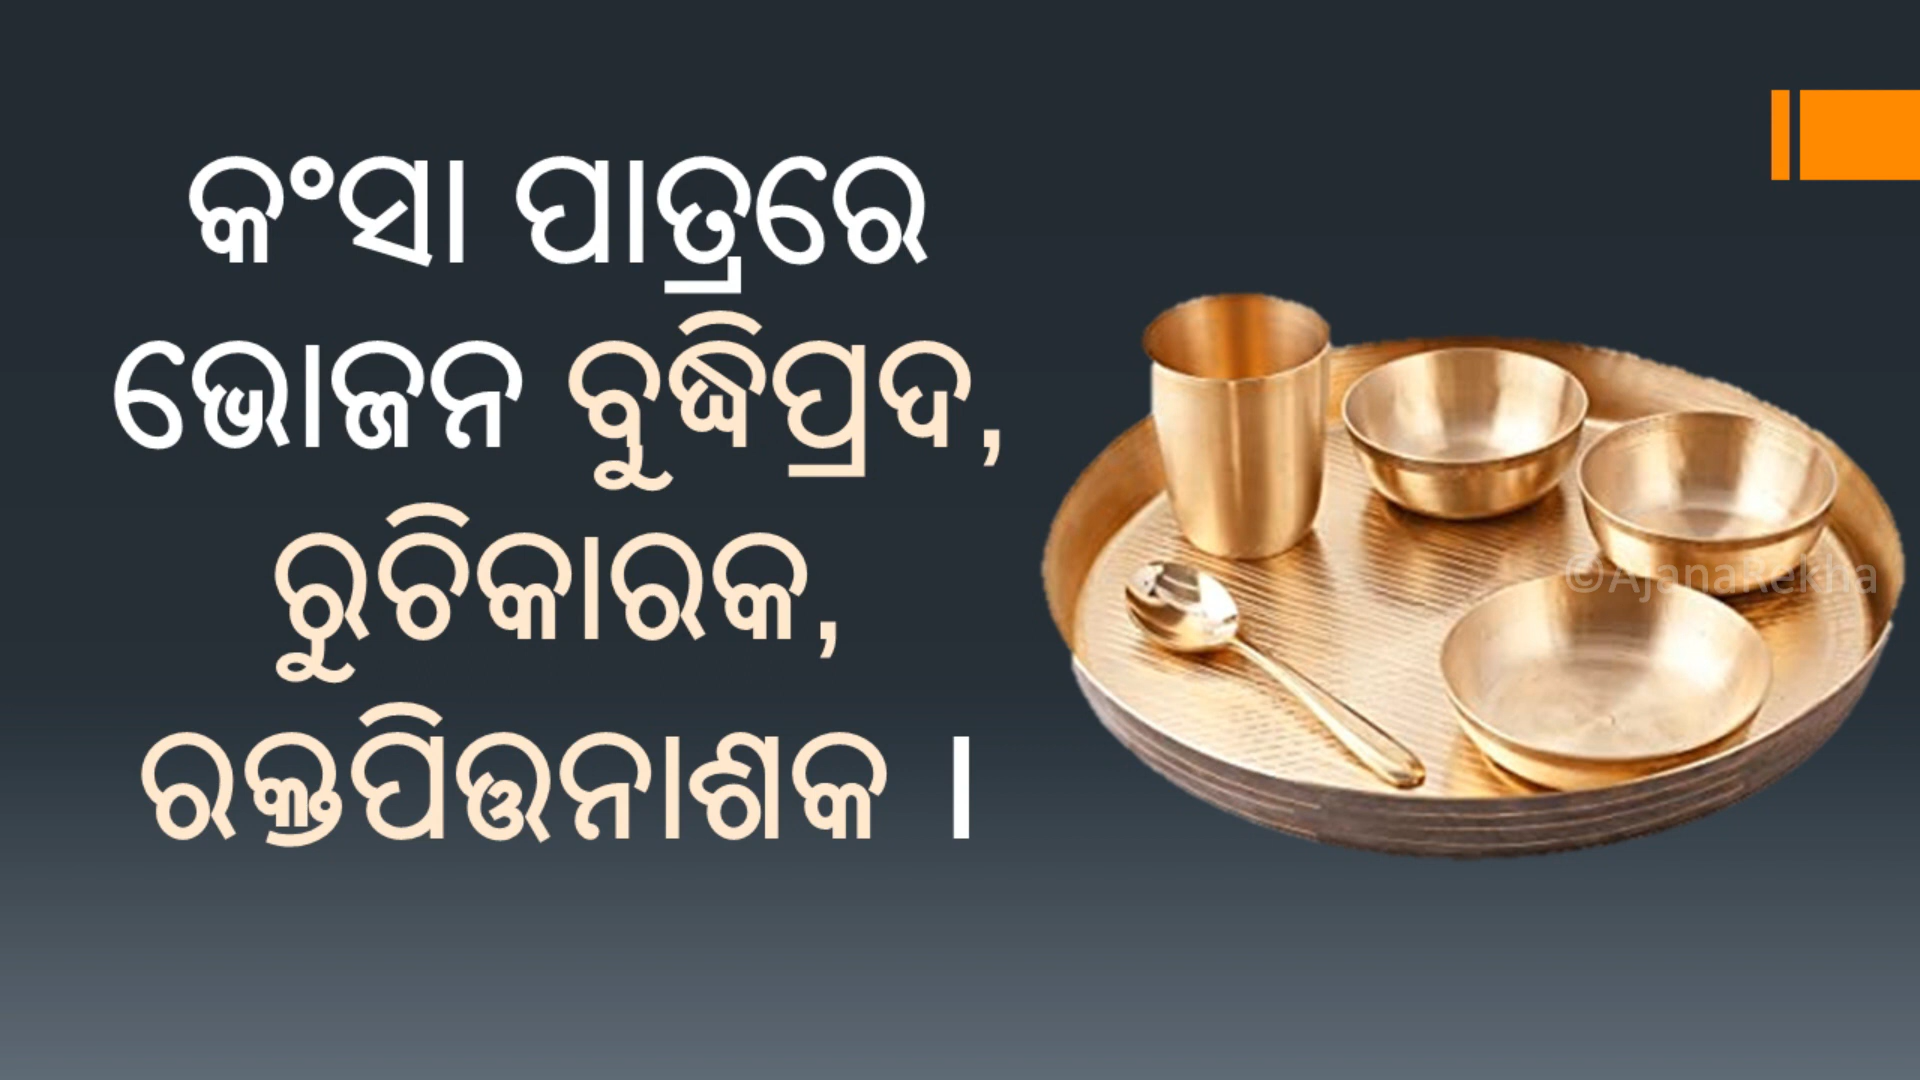 କଂସା ପାତ୍ରରେ
ଭୋଜନ ବୁଦ୍ଧିପ୍ରଦ,
ରୁଚିକାରକ,
ରକ୍ତପିତ୍ତନାଶକ ।
©AjanaRekha